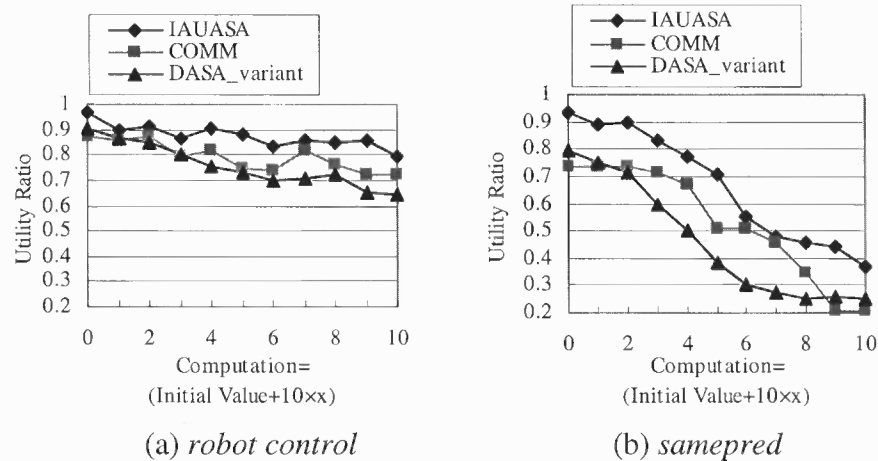 IAUASA
COMM
DASA_variant
1
0.9
0.8
0.7
0.6
0.5
0.4
0.3
0.2
Utility Ratio
0 2 4 6 8 10
Computation=
(Initial Value+10×x)
(a) robot control
IAUASA
COMM
DASA_variant
1
0.9
0.8
0.7
0.6
0.5
0.4
0.3
0.2
Utility Ratio
0 2 4 6 8 10
Computation=
(Initial Value+10×x)
(b) samepred